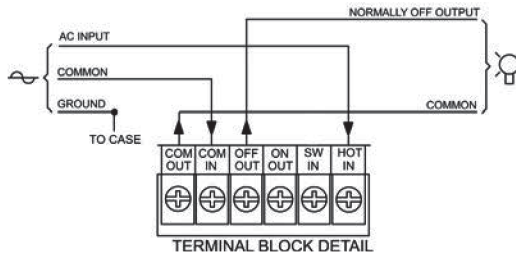 NORMALLY OFF OUTPUT
AC INPUT
COMMON
GROUND
COMMON
TO CASE
COM OUT
COM IN
OFF OUT
ON OUT
SW IN
HOT IN
TERMINAL BLOCK DETAIL